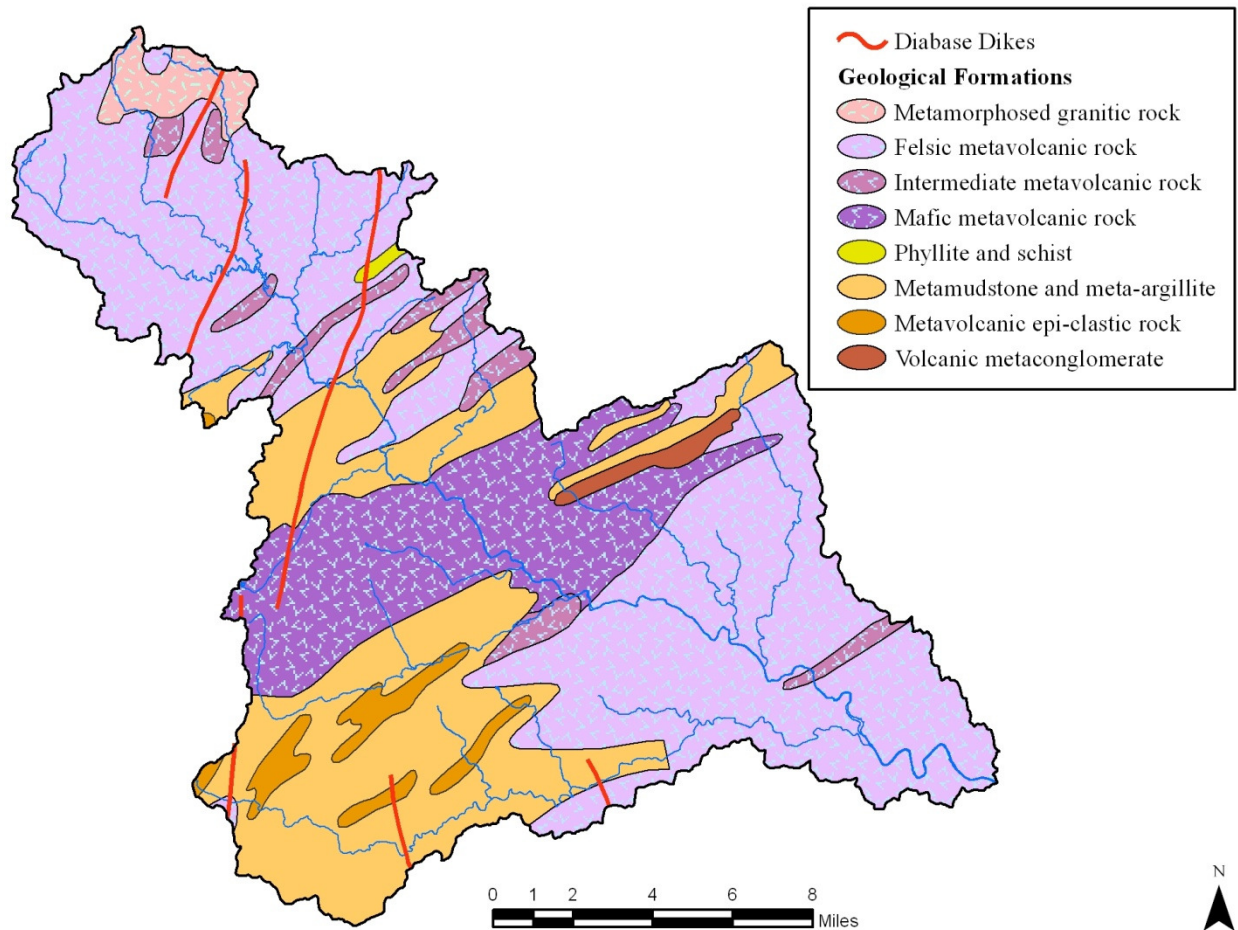 Diabase Dikes
Geological Formations
Metamorphosed granitic rock
Felsic metavolcanic rock
Intermediate metavolcanic rock
Mafic metavolcanic rock
Phyllite and schist
Metamudstone and meta-argillite
Metavolcanic epi-clastic rock
Volcanic metaconglomerate
N
0 1 2 4 6 8
Miles